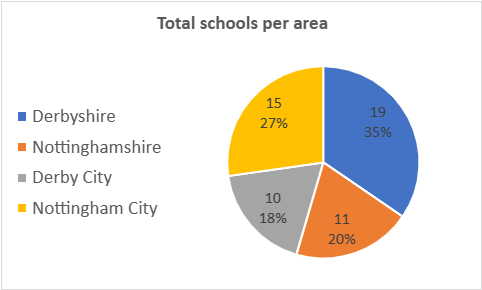 Total schools per area
Derbyshire
Nottinghamshire
Derby City
Nottingham City
19
35%
11
20%
10
18%
15
27%